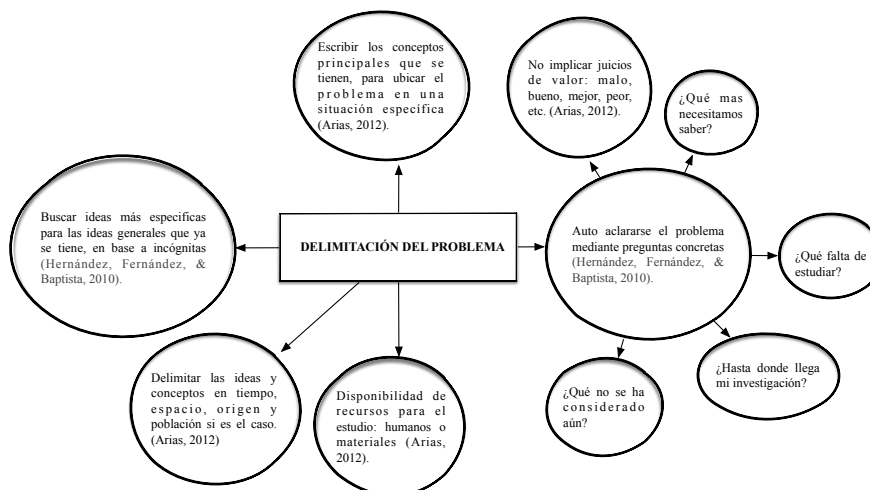 Escribir los conceptos
principales que se
tienen, para ubicar el
problema en una
situación específica
(Arias, 2012).
No implicar juicios
de valor: malo,
bueno, mejor, peor,
etc. (Arias, 2012).
¿Qué mas
necesitamos
saber?
Buscar ideas más especificas
para las ideas generales que ya
se tiene, en base a incógnitas
(Hernández, Fernández, &
Baptista, 2010).
DELIMITACIÓN DEL PROBLEMA
Auto aclararse el problema
mediante preguntas concretas
(Hernández, Fernández, &
Baptista, 2010).
¿Qué falta de
estudiar?
Delimitar las ideas y
conceptos en tiempo,
espacio, origen y
población si es el caso.
(Arias, 2012)
Disponibilidad de
recursos para el
estudio: humanos o
materiales (Arias,
2012).
¿Qué no se ha
considerado
aún?
¿Hasta donde llega
mi investigación?